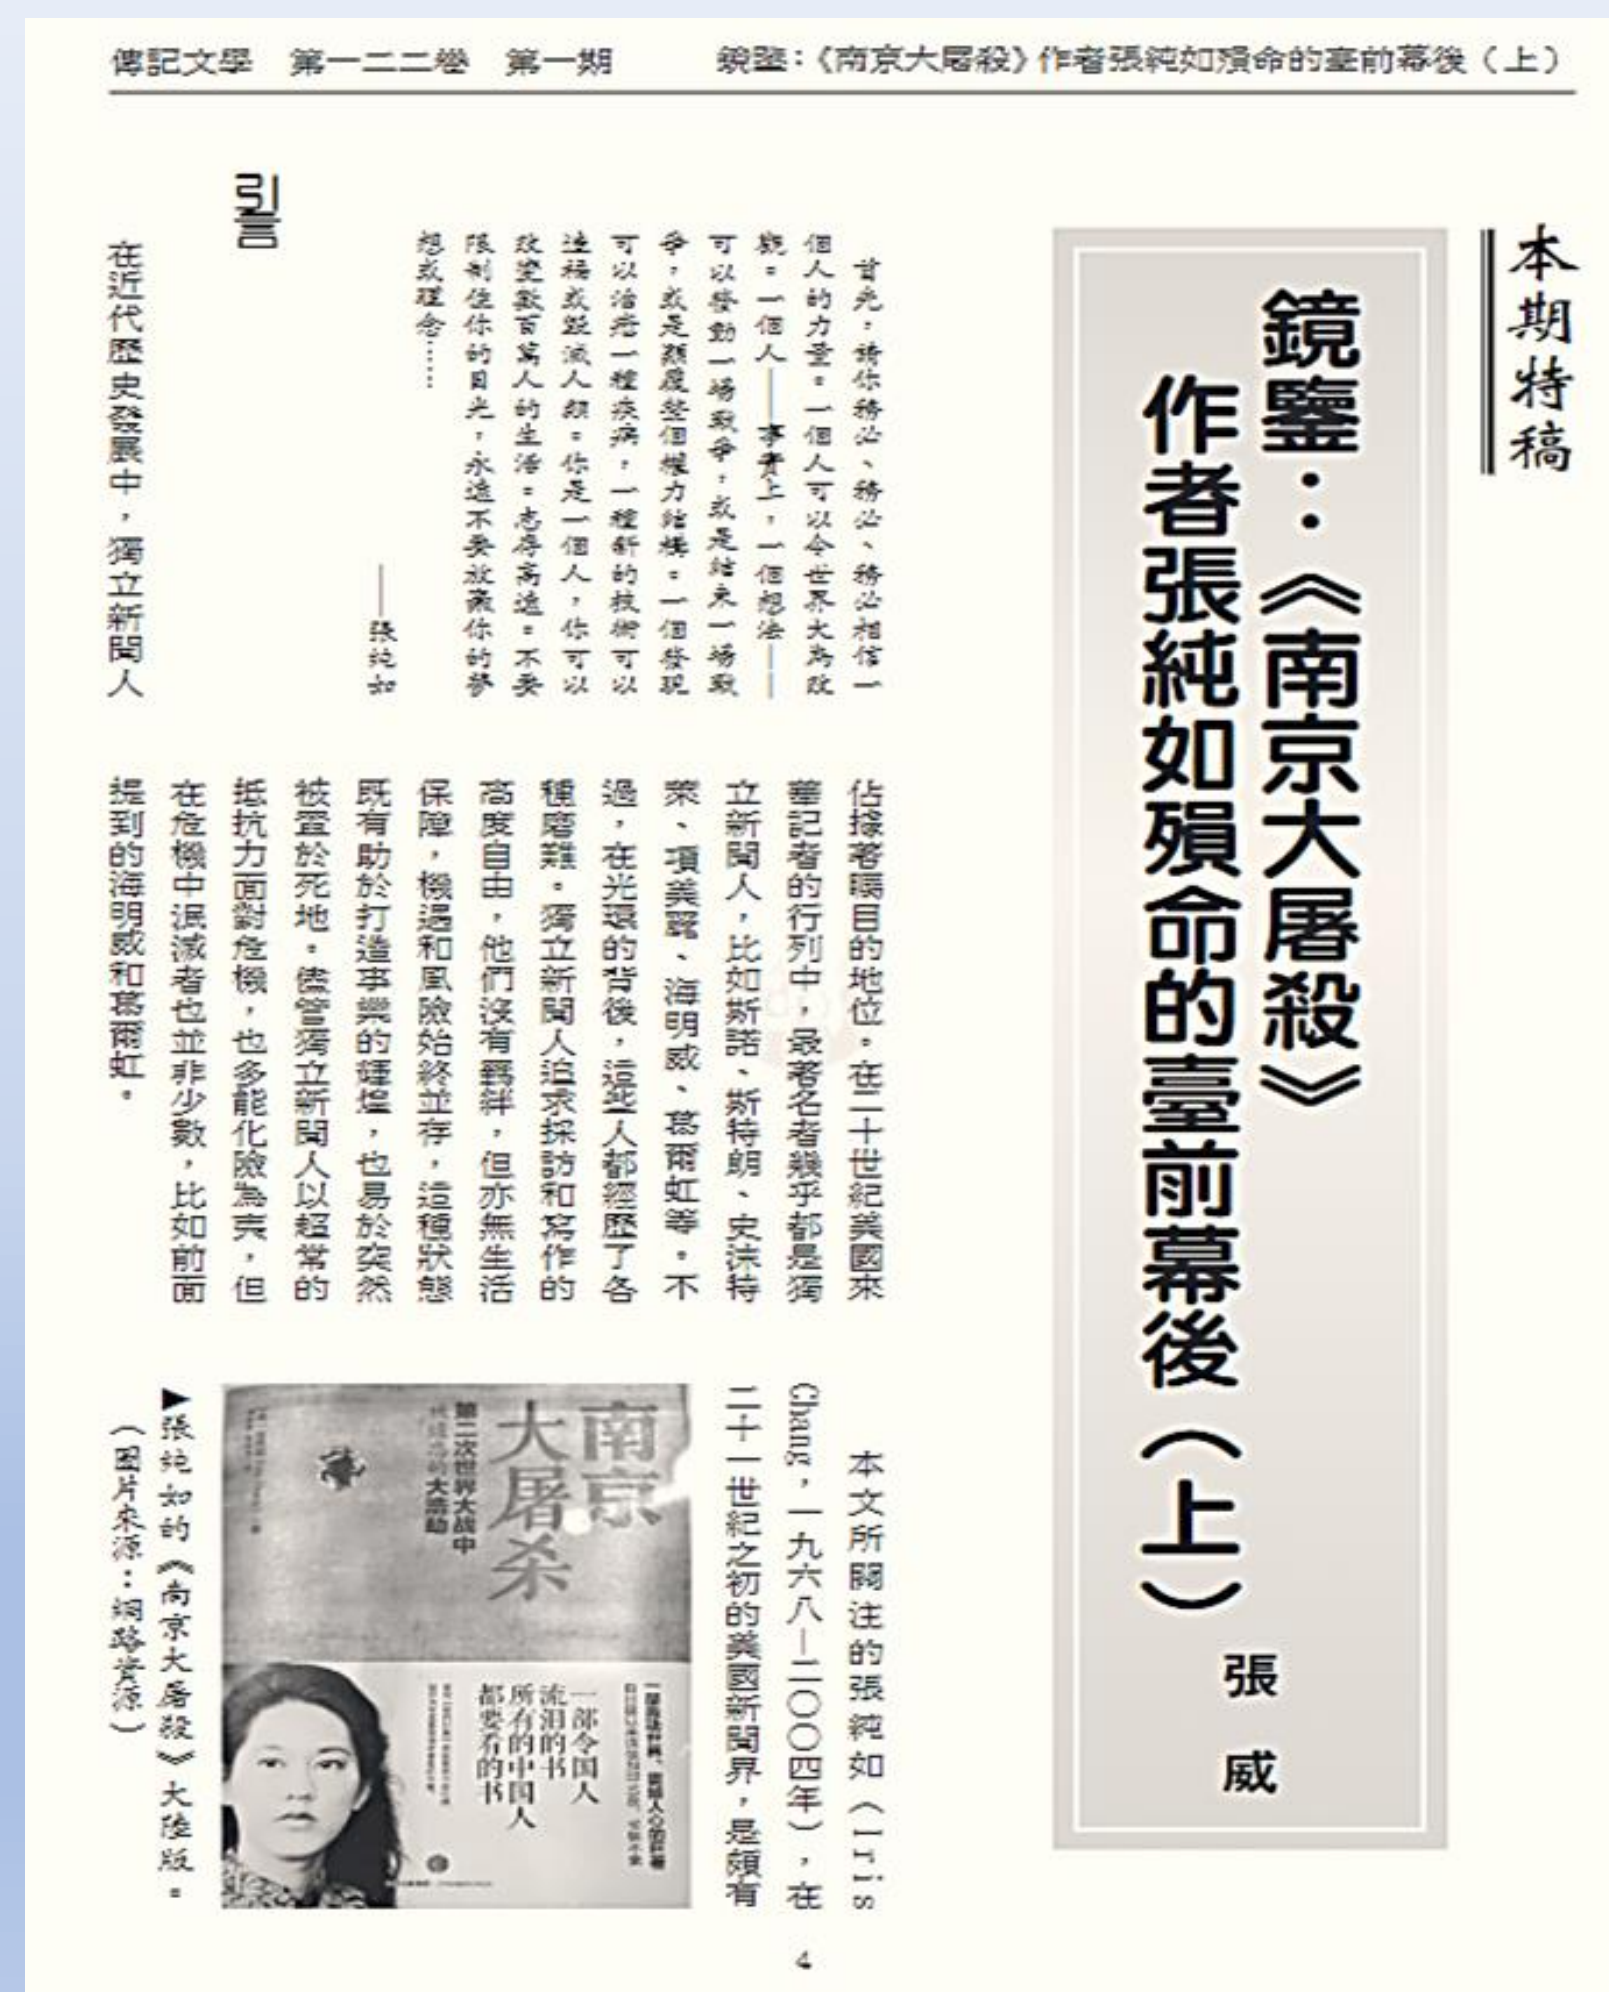 傳記文學　第一二二卷　第一期
鏡鑒：《南京大屠殺》作者張純如殞命的臺前幕後（上）
本期特稿
鏡鑒：《南京大屠殺》
作者張純如殞命的臺前幕後（上）
張　威
首先，請你務必、務必、務必相信一
個人的力量。一個人可以令世界大為改
觀。一個人——事實上，一個想法——
可以發動一場戰爭，或是結束一場戰
爭，或是顛覆整個權力結構。一個發現
可以治癒一種疾病，一種新的技術可以
造福或毀滅人類。你是一個人，你可以
改變數百萬人的生活。志存高遠。不要
限制住你的目光，永遠不要放棄你的夢
想或理念……
——張純如
引言
在近代歷史發展中，獨立新聞人
佔據著矚目的地位。在二十世紀美國來
華記者的行列中，最著名者幾乎都是獨
立新聞人，比如斯諾、斯特朗、史沫特
萊、項美麗、海明威、葛爾虹等。不
過，在光環的背後，這些人都經歷了各
種磨難。獨立新聞人追求採訪和寫作的
高度自由，他們沒有羈絆，但亦無生活
保障，機遇和風險始終並存，這種狀態
既有助於打造事業的輝煌，也易於突然
被置於死地。儘管獨立新聞人以超常的
抵抗力面對危機，也多能化險為夷，但
在危機中泯滅者也並非少數，比如前面
提到的海明威和葛爾虹。
本文所關注的張純如（Iris
Chang，一九六八—二〇〇四年），在
二十一世紀之初的美國新聞界，是頗有
南京
大屠杀
第二次世界大战中
被遗忘的大浩劫
一部令国人
流泪的书
所有的中国人
都要看的书
▶張純如的《南京大屠殺》大陸版。
（圖片來源：網路資源）
4